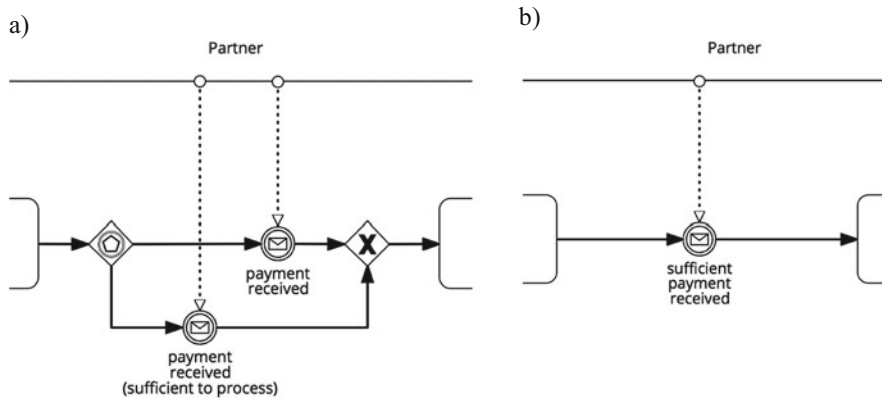 a)
Partner
payment
received
payment
received
(sufficient to process)
b)
Partner
sufficient
payment
received